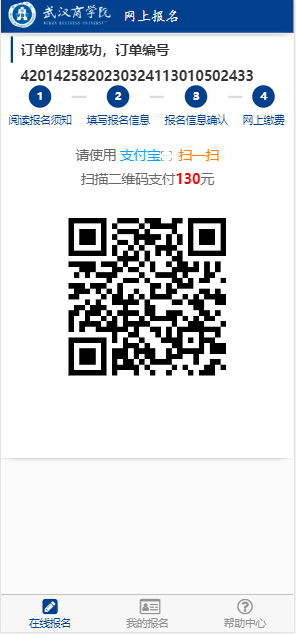 武汉商学院 网上报名
WUHAN BUSINESS UNIVERSITY
订单创建成功，订单编号
4201425820230324113010502433
1 2 3 4
阅读报名须知 填写报名信息 报名信息确认 网上缴费
请使用 支付宝 扫一扫
扫描二维码支付130元
在线报名 我的报名 帮助中心